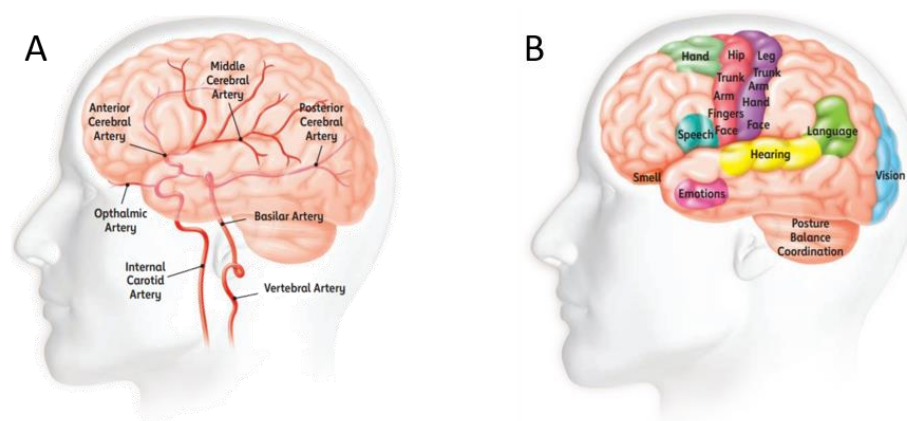 A
Middle
Cerebral
Artery
Anterior
Cerebral
Artery
Posterior
Cerebral
Artery
Opthalmic
Artery
Basilar Artery
Internal
Carotid
Artery
Vertebral Artery
B
Hand
Hip
Leg
Trunk
Trunk
Arm
Arm
Hand
Fingers
Face
Face
Speech
Language
Hearing
Smell
Emotions
Vision
Posture
Balance
Coordination